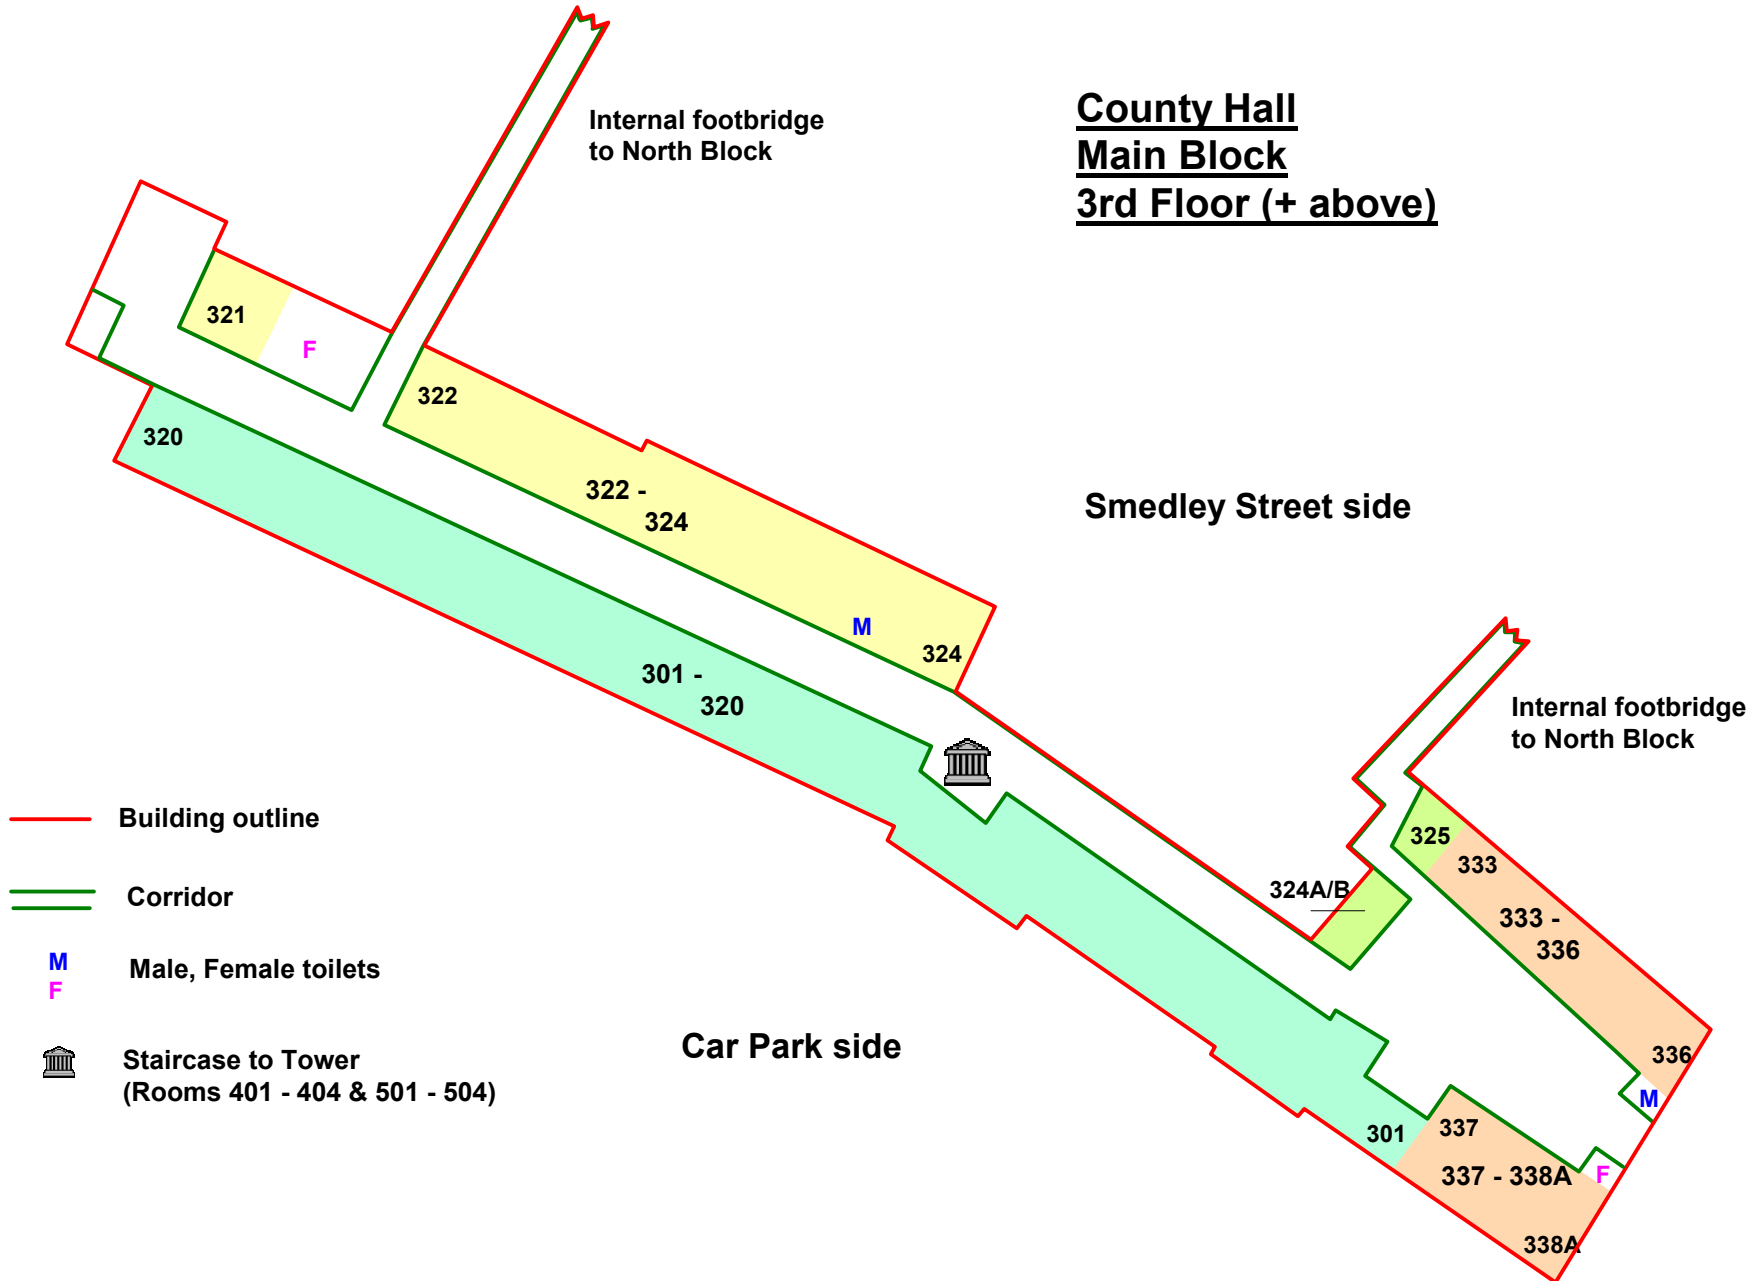 County Hall
Main Block
3rd Floor (+ above)
Internal footbridge
to North Block
321
F
322
320
322 -
324
Smedley Street side
M
324
301 -
320
Internal footbridge
to North Block
325
333
324A/B
333 -
336
336
M
301
337
337 - 338A
F
338A
Car Park side
Building outline
Corridor
M
F
Male, Female toilets
Staircase to Tower
(Rooms 401 - 404 & 501 - 504)